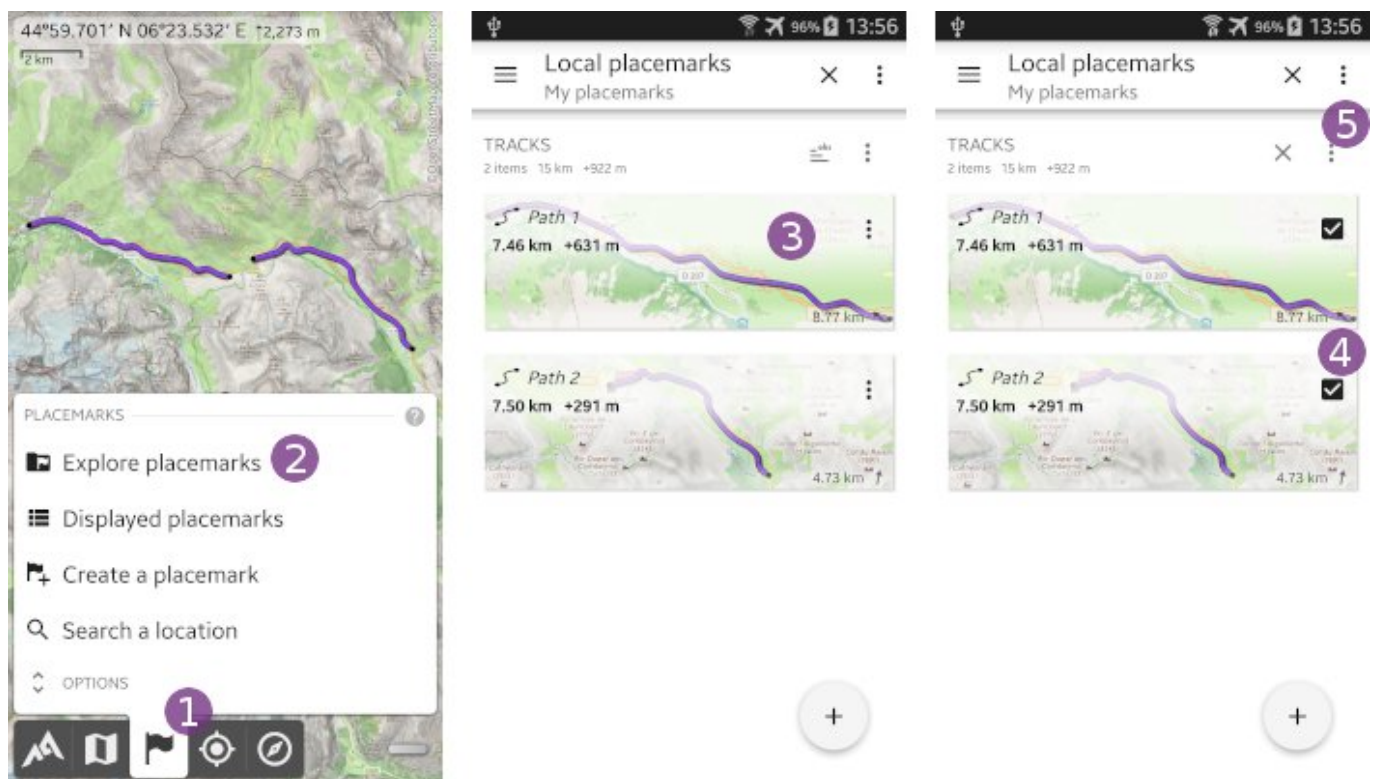 44°59.701' N 06°23.532' E ↑2,273 m
2 km
© OpenStreetMap contributors
PLACEMARKS
?
Explore placemarks
2
Displayed placemarks
Create a placemark
Search a location
OPTIONS
1
96% 13:56
Local placemarks
My placemarks
TRACKS
2 items 15 km +922 m
Path 1
7.46 km +631 m
3
D 207
8.77 km
Path 2
7.50 km +291 m
4.73 km
+
96% 13:56
Local placemarks
My placemarks
5
TRACKS
2 items 15 km +922 m
Path 1
7.46 km +631 m
D 207
8.77 km
4
Path 2
7.50 km +291 m
4.73 km
+